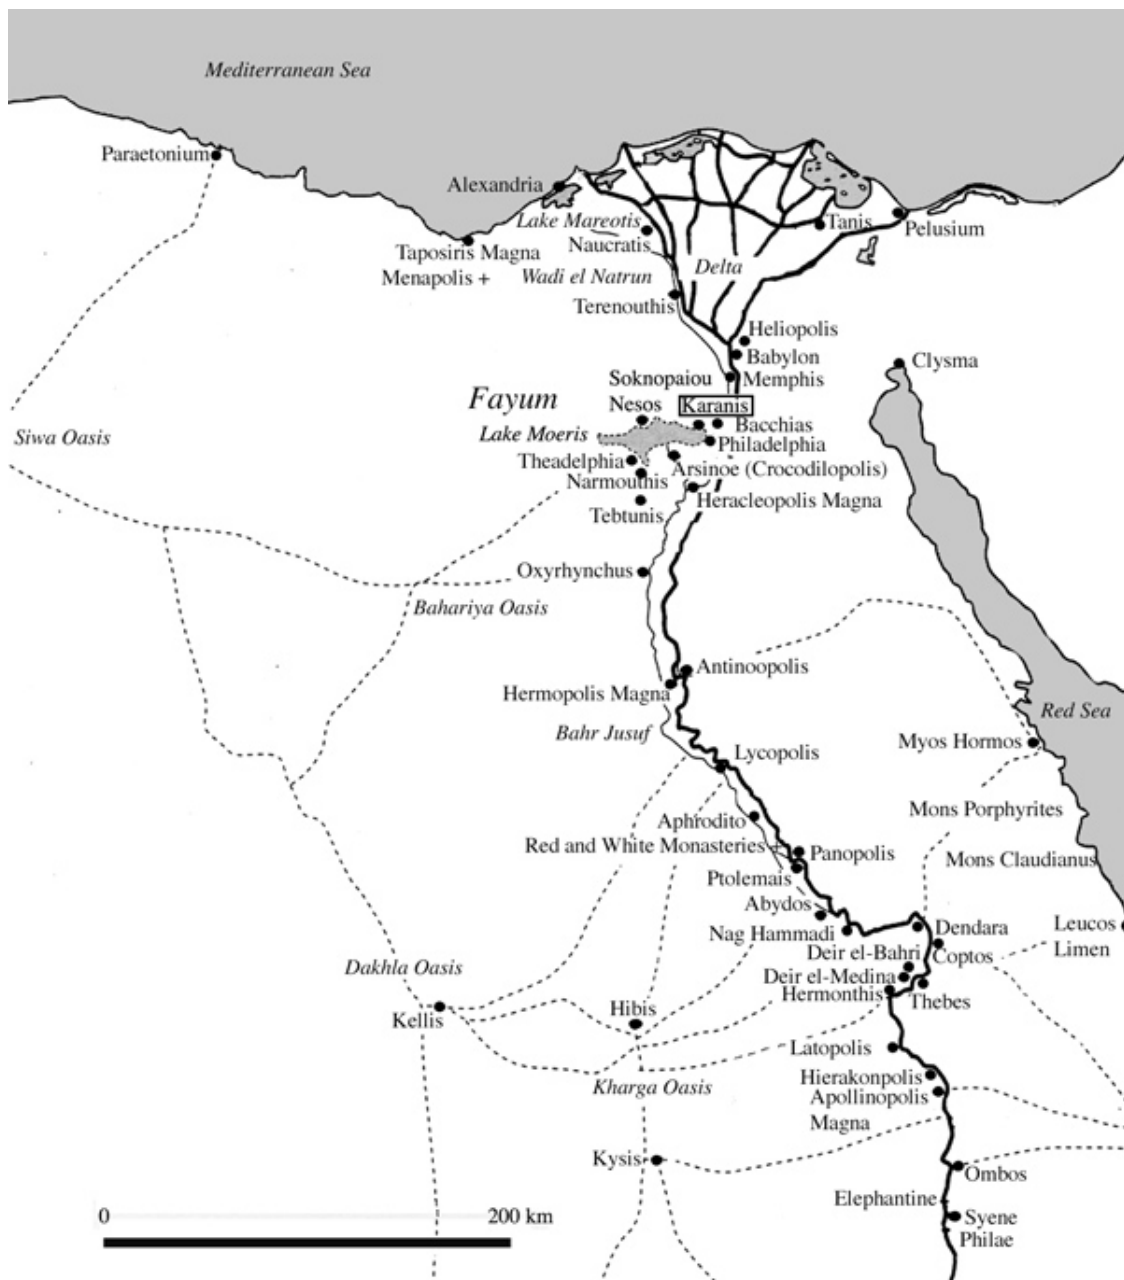 Mediterranean Sea
Paraetonium
Alexandria
Lake Mareotis
Tanis
Pelusium
Naucratis
Taposiris Magna
Menapolis +
Wadi el Natrun
Delta
Terenouthis
Heliopolis
Babylon
Clysma
Soknopaiou
Nesos
Memphis
Fayum
Karanis
Siwa Oasis
Lake Moeris
Bacchias
Philadelphia
Theadelphia
Arsinoe (Crocodilopolis)
Narmouthis
Heracleopolis Magna
Tebtunis
Oxyrhynchus
Bahariya Oasis
Antinoopolis
Hermopolis Magna
Red Sea
Bahr Jusuf
Myos Hormos
Lycopolis
Mons Porphyrites
Aphrodito
Red and White Monasteries +
Panopolis
Mons Claudianus
Ptolemais
Abydos
Nag Hammadi
Dendara
Leucos
Limen
Deir el-Bahri
Coptos
Dakhla Oasis
Deir el-Medina
Hermonthis
Thebes
Kellis
Hibis
Latopolis
Kharga Oasis
Hierakonpolis
Apollinopolis
Magna
Kysis
Ombos
Elephantine
0 200 km
Syene
Philae